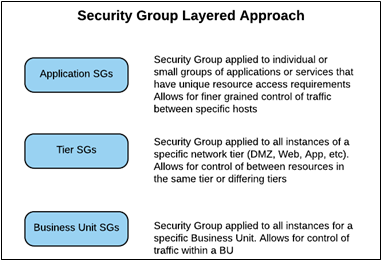 Security Group Layered Approach
Application SGs
Security Group applied to individual or
small groups of applications or services that
have unique resource access requirements
Allows for finer grained control of traffic
between specific hosts
Tier SGs
Security Group applied to all instances of a
specific network tier (DMZ, Web, App, etc).
Allows for control of between resources in
the same tier or differing tiers
Business Unit SGs
Security Group applied to all instances for a
specific Business Unit. Allows for control of
traffic within a BU